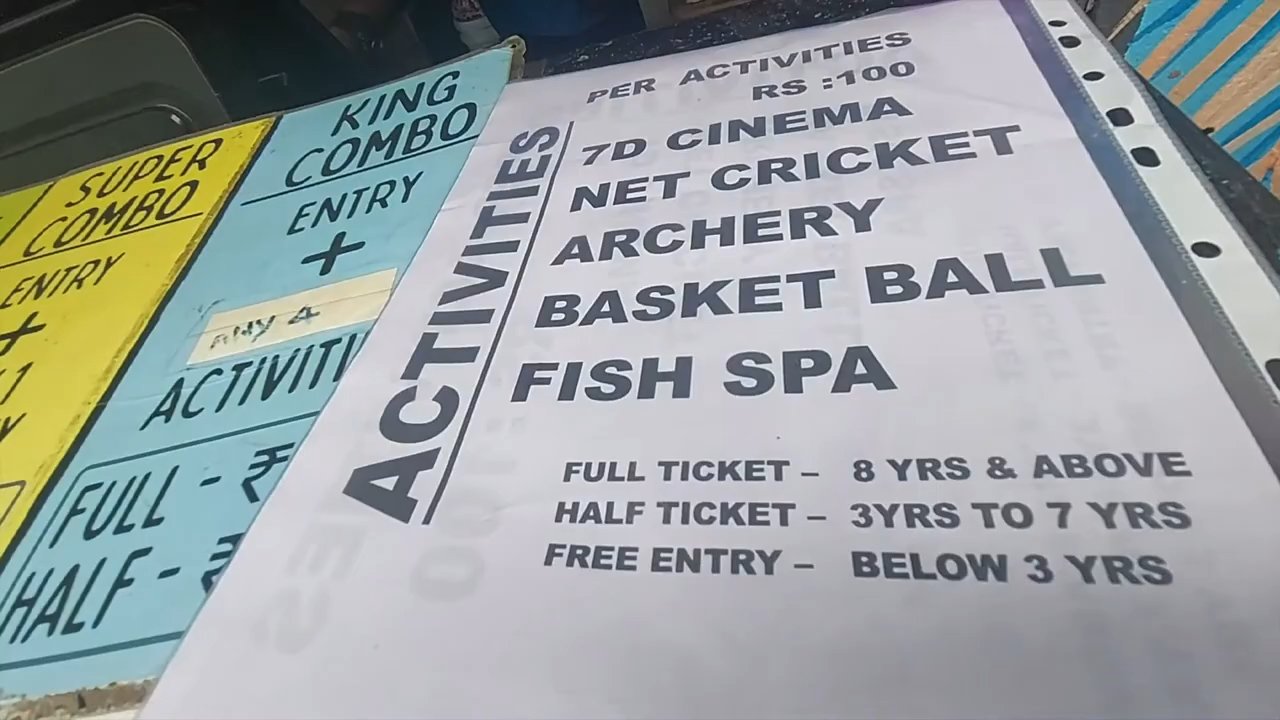 SUPER
COMBO
ENTRY
+
1
Y
KING
COMBO
ENTRY
+
ANY 4
FULL - ₹
HALF - ₹
PER ACTIVITIES
RS :100
ACTIVITIES
7D CINEMA
NET CRICKET
ARCHERY
BASKET BALL
FISH SPA
FULL TICKET – 8 YRS & ABOVE
HALF TICKET – 3YRS TO 7 YRS
FREE ENTRY – BELOW 3 YRS